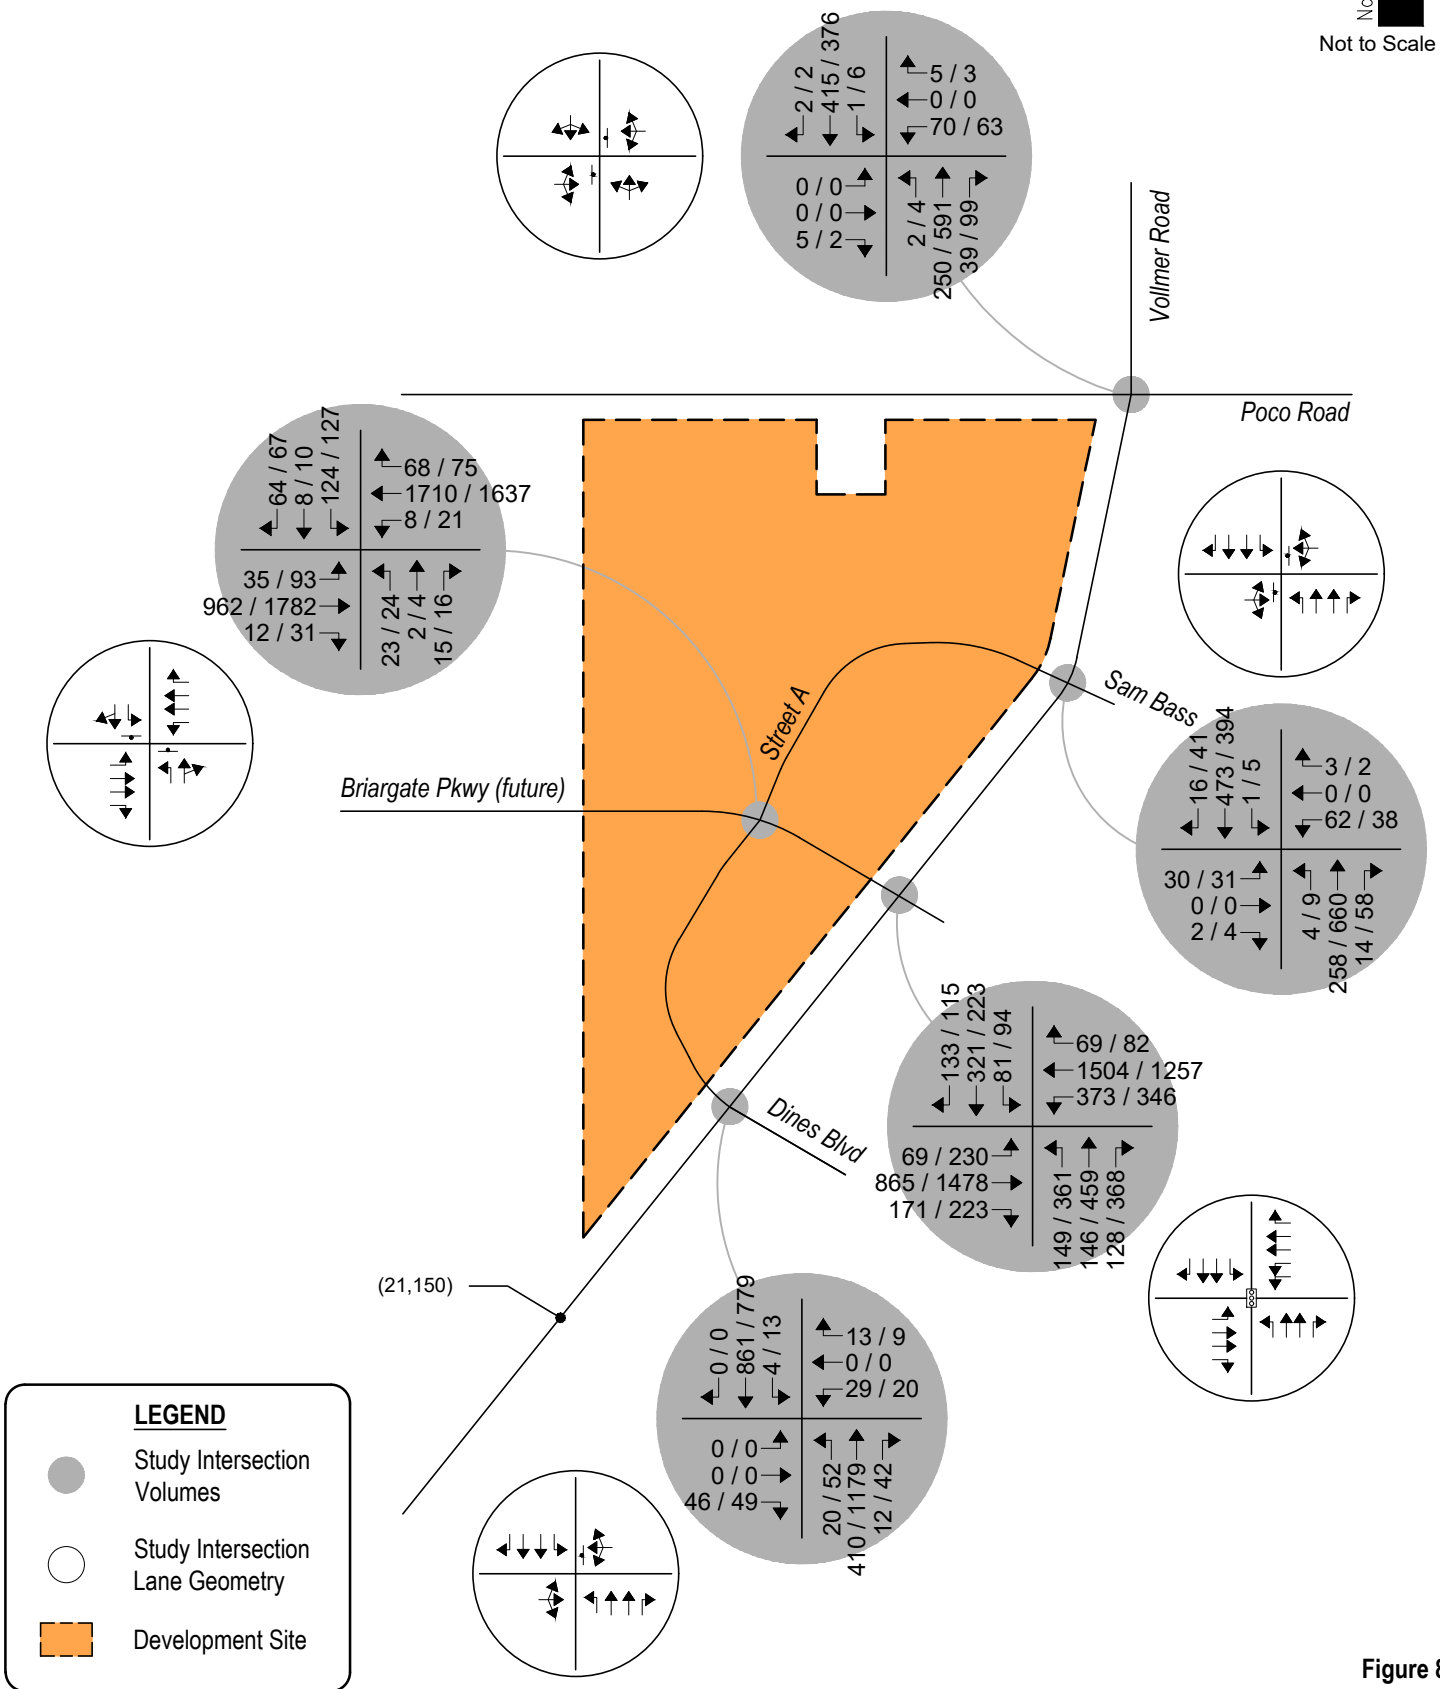 Not to Scale
2 / 2
415 / 376
1 / 6
5 / 3
0 / 0
70 / 63
0 / 0
0 / 0
5 / 2
2 / 4
250 / 591
39 / 99
Vollmer Road
Poco Road
64 / 67
8 / 10
124 / 127
68 / 75
1710 / 1637
8 / 21
35 / 93
962 / 1782
12 / 31
23 / 24
2 / 4
15 / 16
Street A
Sam Bass
Briargate Pkwy (future)
16 / 41
473 / 394
1 / 5
3 / 2
0 / 0
62 / 38
30 / 31
0 / 0
2 / 4
4 / 9
258 / 660
14 / 58
133 / 115
321 / 223
81 / 94
69 / 82
1504 / 1257
373 / 346
69 / 230
865 / 1478
171 / 223
149 / 361
146 / 459
128 / 368
Dines Blvd
(21,150)
0 / 0
861 / 779
4 / 13
13 / 9
0 / 0
29 / 20
0 / 0
0 / 0
46 / 49
20 / 52
410 / 1179
12 / 42
LEGEND
Study Intersection
Volumes
Study Intersection
Lane Geometry
Development Site
Figure 8